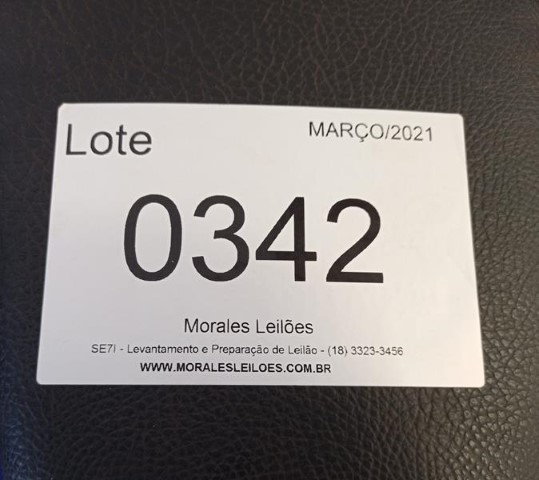 Lote
MARÇO/2021
0342
Morales Leilões
SE7I - Levantamento e Preparação de Leilão - (18) 3323-3456
WWW.MORALESLEILOES.COM.BR